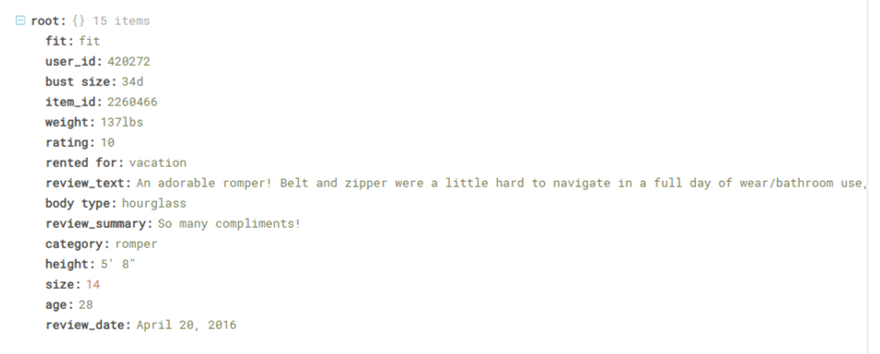 root: {} 15 items
fit: fit
user_id: 420272
bust size: 34d
item_id: 2260466
weight: 137lbs
rating: 10
rented for: vacation
review_text: An adorable romper! Belt and zipper were a little hard to navigate in a full day of wear/bathroom use,
body type: hourglass
review_summary: So many compliments!
category: romper
height: 5' 8"
size: 14
age: 28
review_date: April 20, 2016